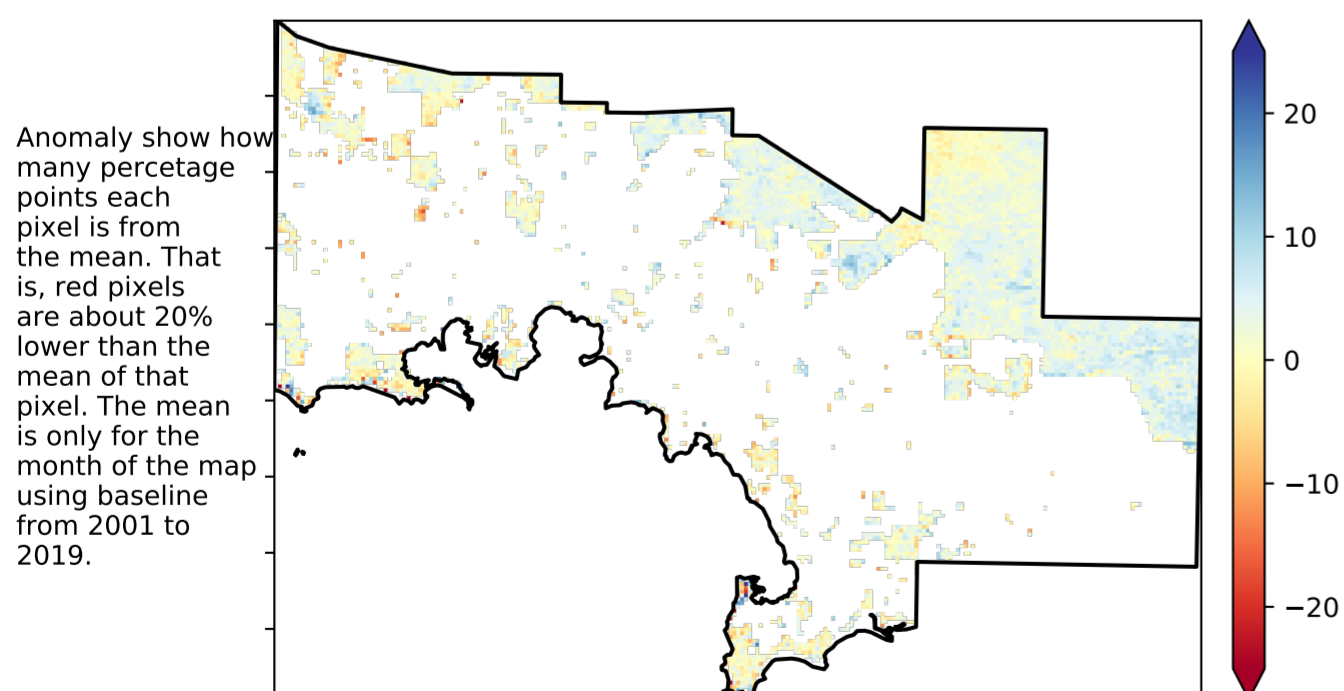 Anomaly show how
many percetage
points each
pixel is from
the mean. That
is, red pixels
are about 20%
lower than the
mean of that
pixel. The mean
is only for the
month of the map
using baseline
from 2001 to
2019.
20
10
0
−10
−20